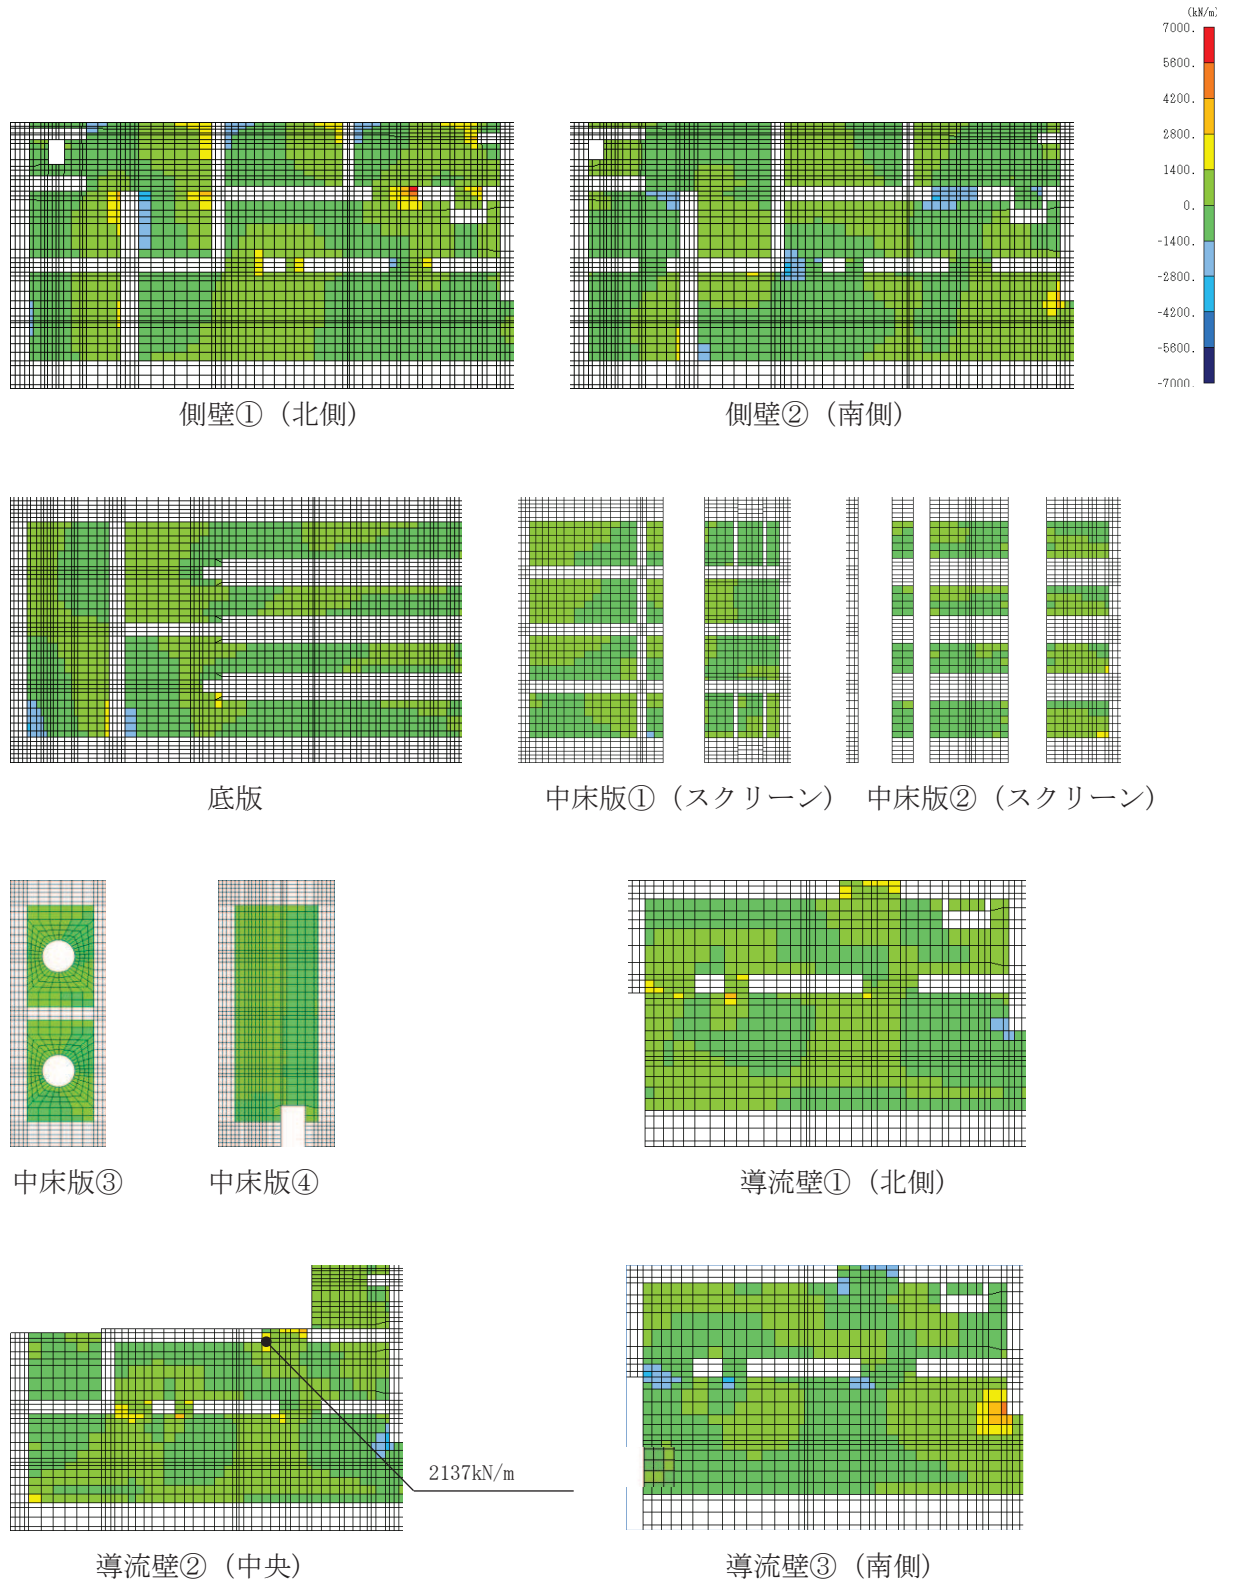 (kN/m)
7000.
5600.
4200.
2800.
1400.
0.
-1400.
-2800.
-4200.
-5600.
-7000.
側壁①（北側）
側壁②（南側）
底版
中床版①（スクリーン）
中床版②（スクリーン）
中床版③
中床版④
導流壁①（北側）
2137kN/m
導流壁②（中央）
導流壁③（南側）